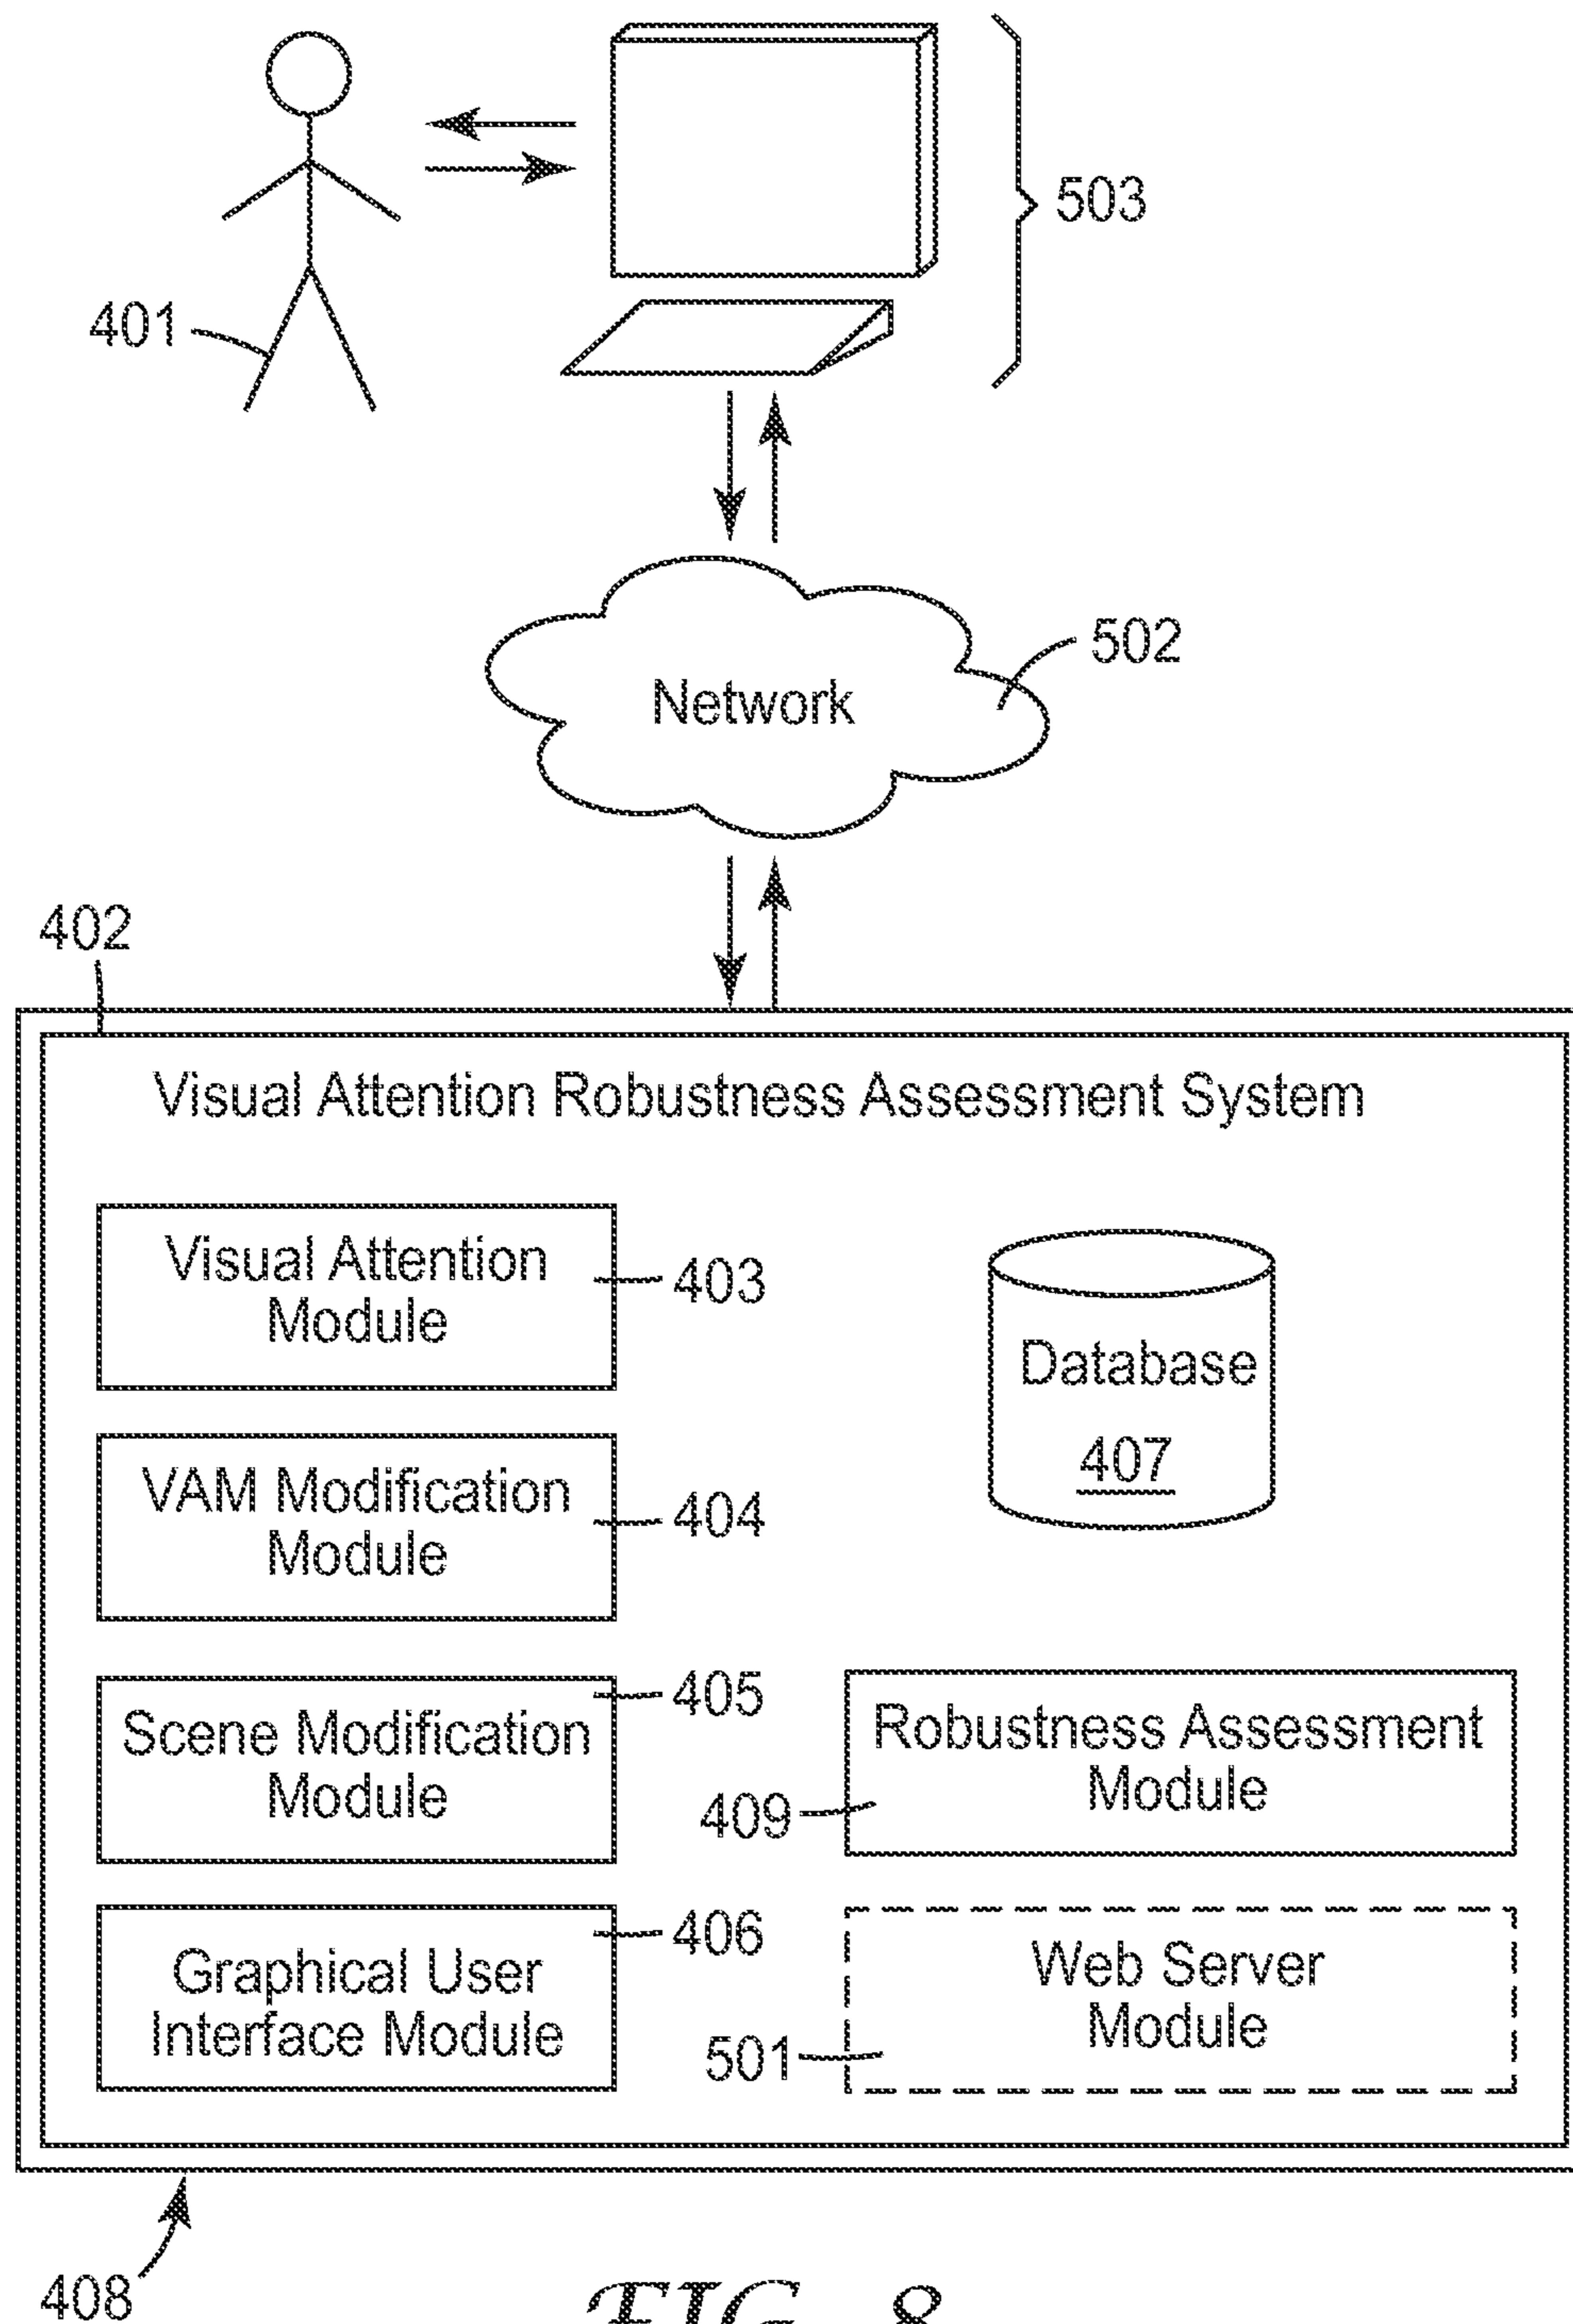 503
401
502
Network
402
Visual Attention Robustness Assessment System
Visual Attention
Module
403
Database
407
VAM Modification
Module
404
Scene Modification
Module
405
Robustness Assessment
Module
409
Graphical User
Interface Module
406
Web Server
Module
501
408
FIG. 8